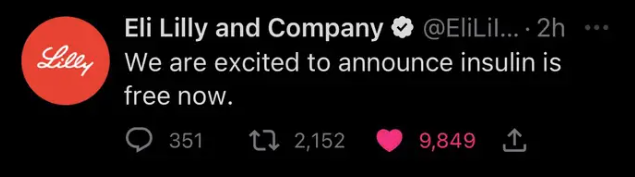 Eli Lilly and Company @EliLil... · 2h ...
Lilly
We are excited to announce insulin is
free now.
351 2,152 9,849